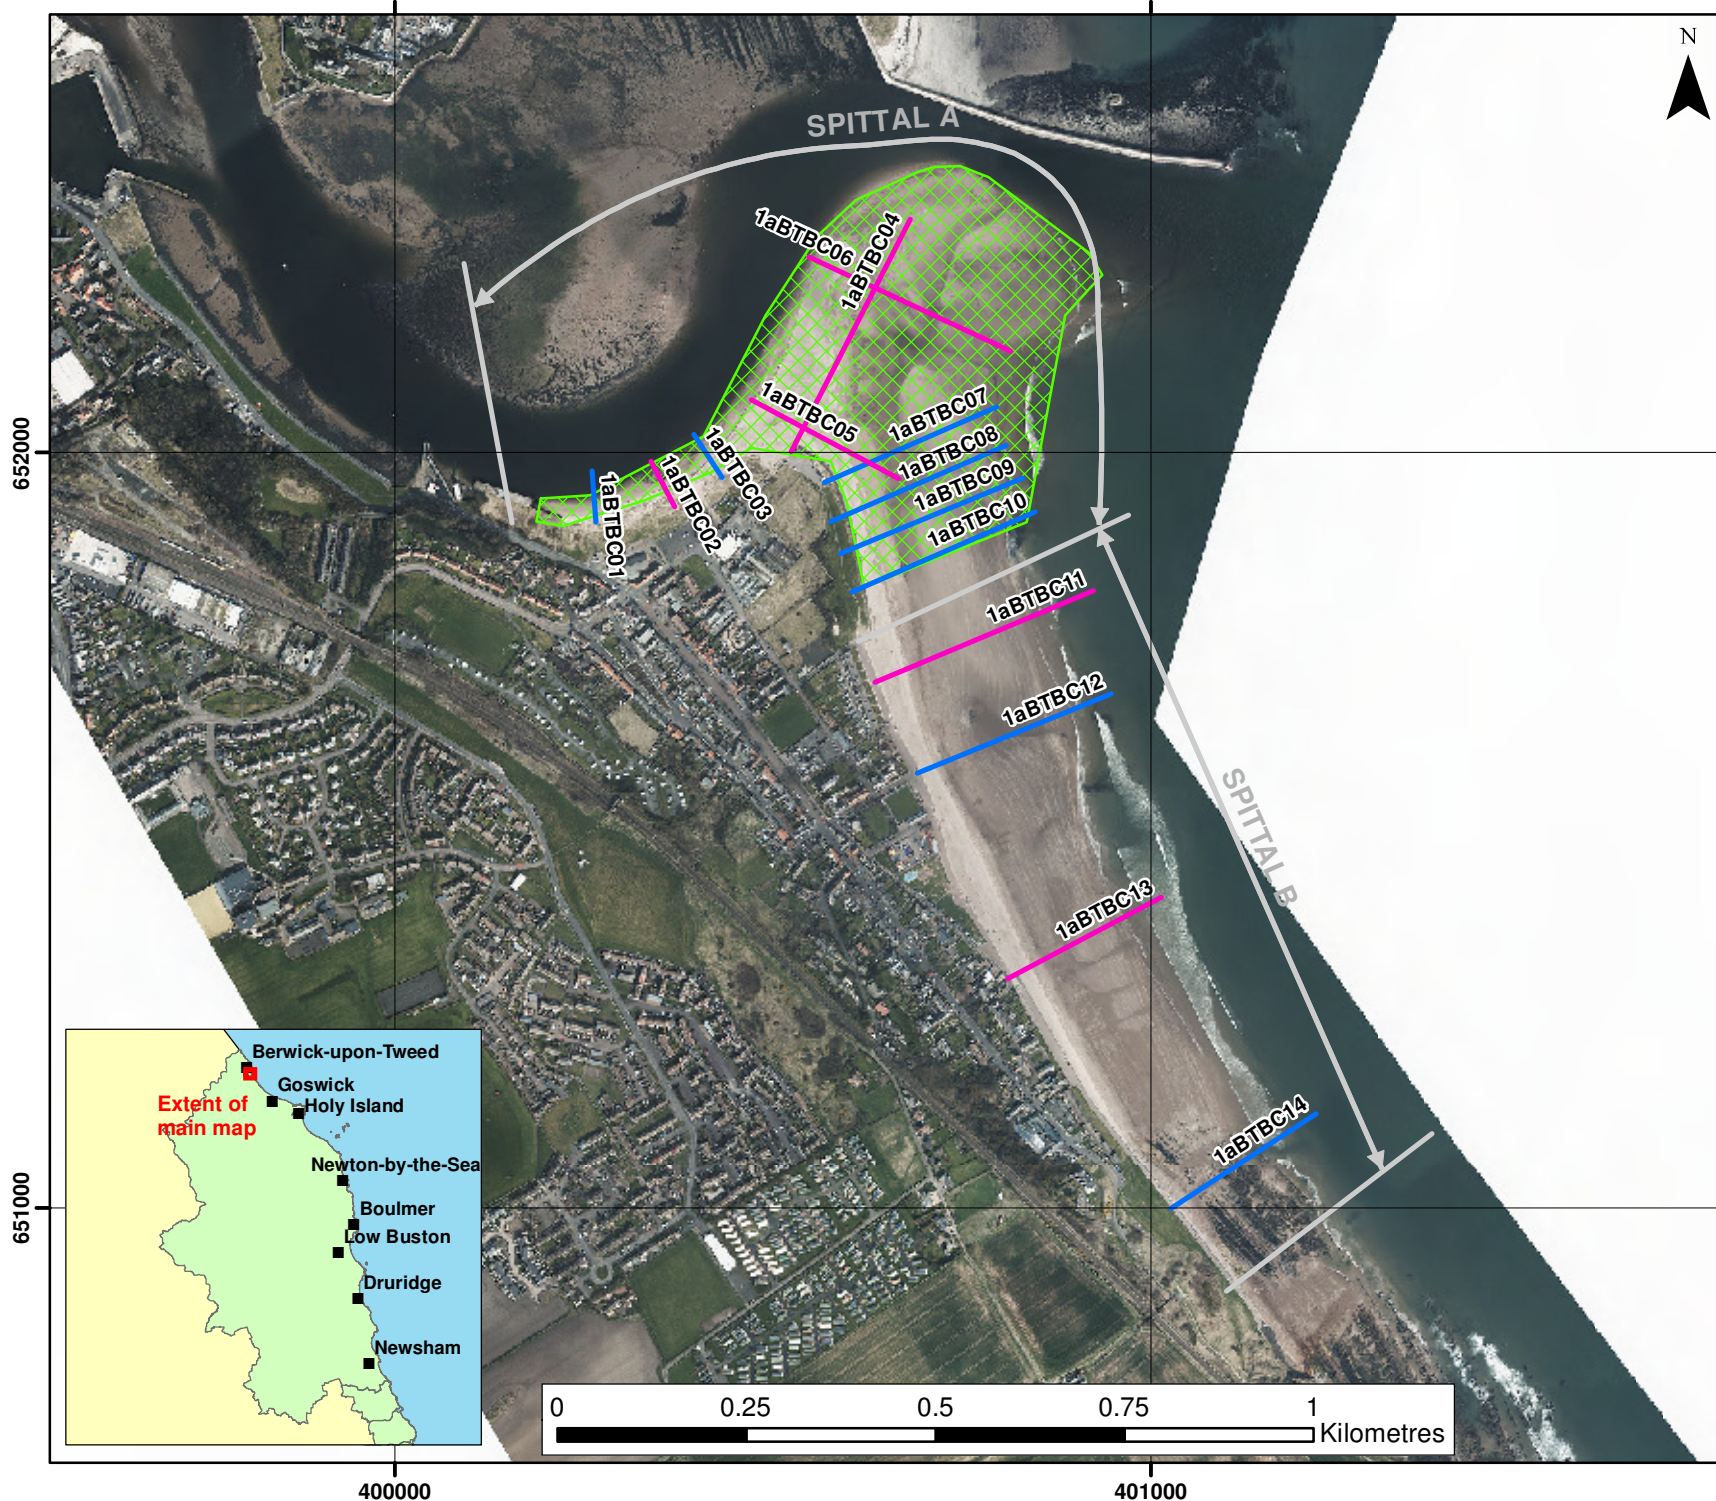 N
SPITTAL A
1aBTBC06
1aBTBC04
1aBTBC05
1aBTBC07
1aBTBC08
1aBTBC09
1aBTBC10
1aBTBC03
1aBTBC02
1aBTBC01
1aBTBC11
1aBTBC12
SPITTAL B
1aBTBC13
1aBTBC14
652000
651000
Berwick-upon-Tweed
Goswick
Holy Island
Extent of
main map
Newton-by-the-Sea
Boulmer
Low Buston
Druridge
Newsham
0 0.25 0.5 0.75 1
Kilometres
400000 401000